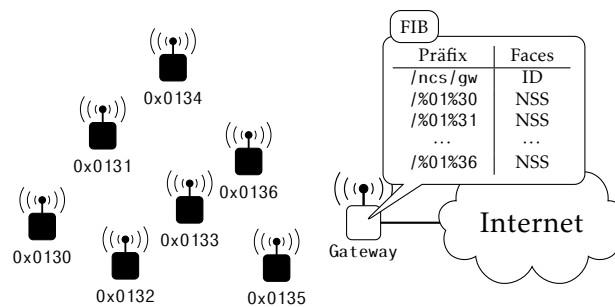 FIB
Präfix Faces
/ncs/gw ID
/%01%30 NSS
/%01%31 NSS
... ...
/%01%36 NSS
0x0134
0x0131
0x0136
0x0133
0x0130
0x0132
0x0135
Gateway
Internet